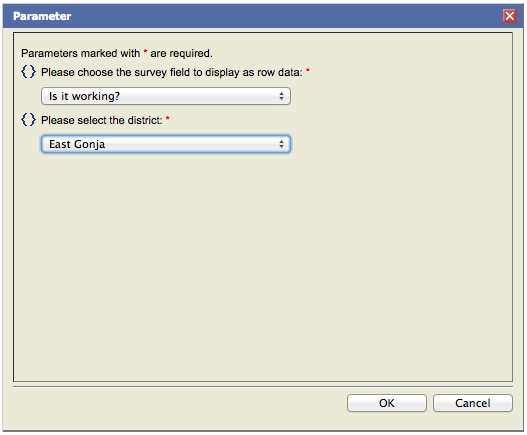 Parameter
Parameters marked with * are required.
{} Please choose the survey field to display as row data: *
Is it working?
{} Please select the district: *
East Gonja
OK Cancel